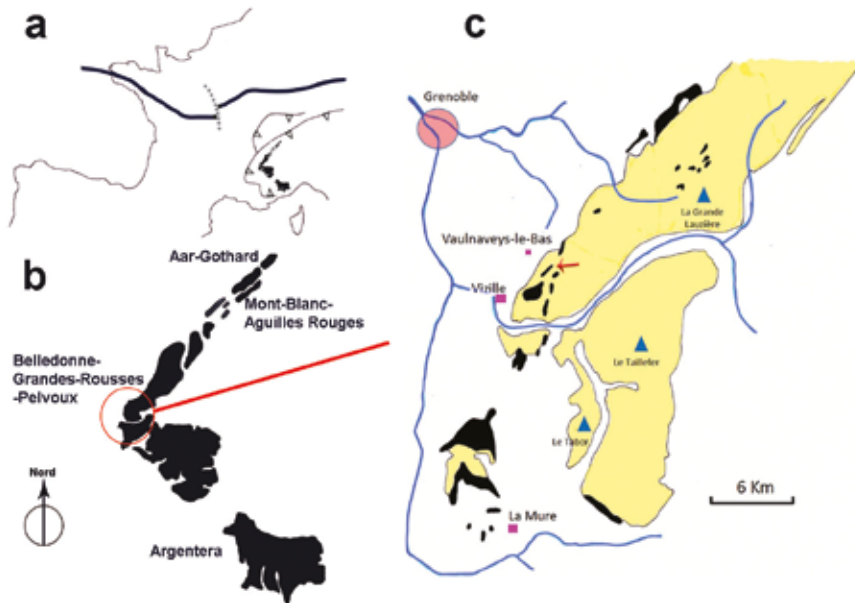 a
b
Aar-Gothard
Mont-Blanc-
Aguilles Rouges
Belledonne-
Grandes-Rousses
-Pelvoux
Nord
Argentera
c
Grenoble
La Grande
Lauzière
Vaulnaveys-le-Bas
Vizille
Le Taillefer
Le Tabor
6 Km
La Mure